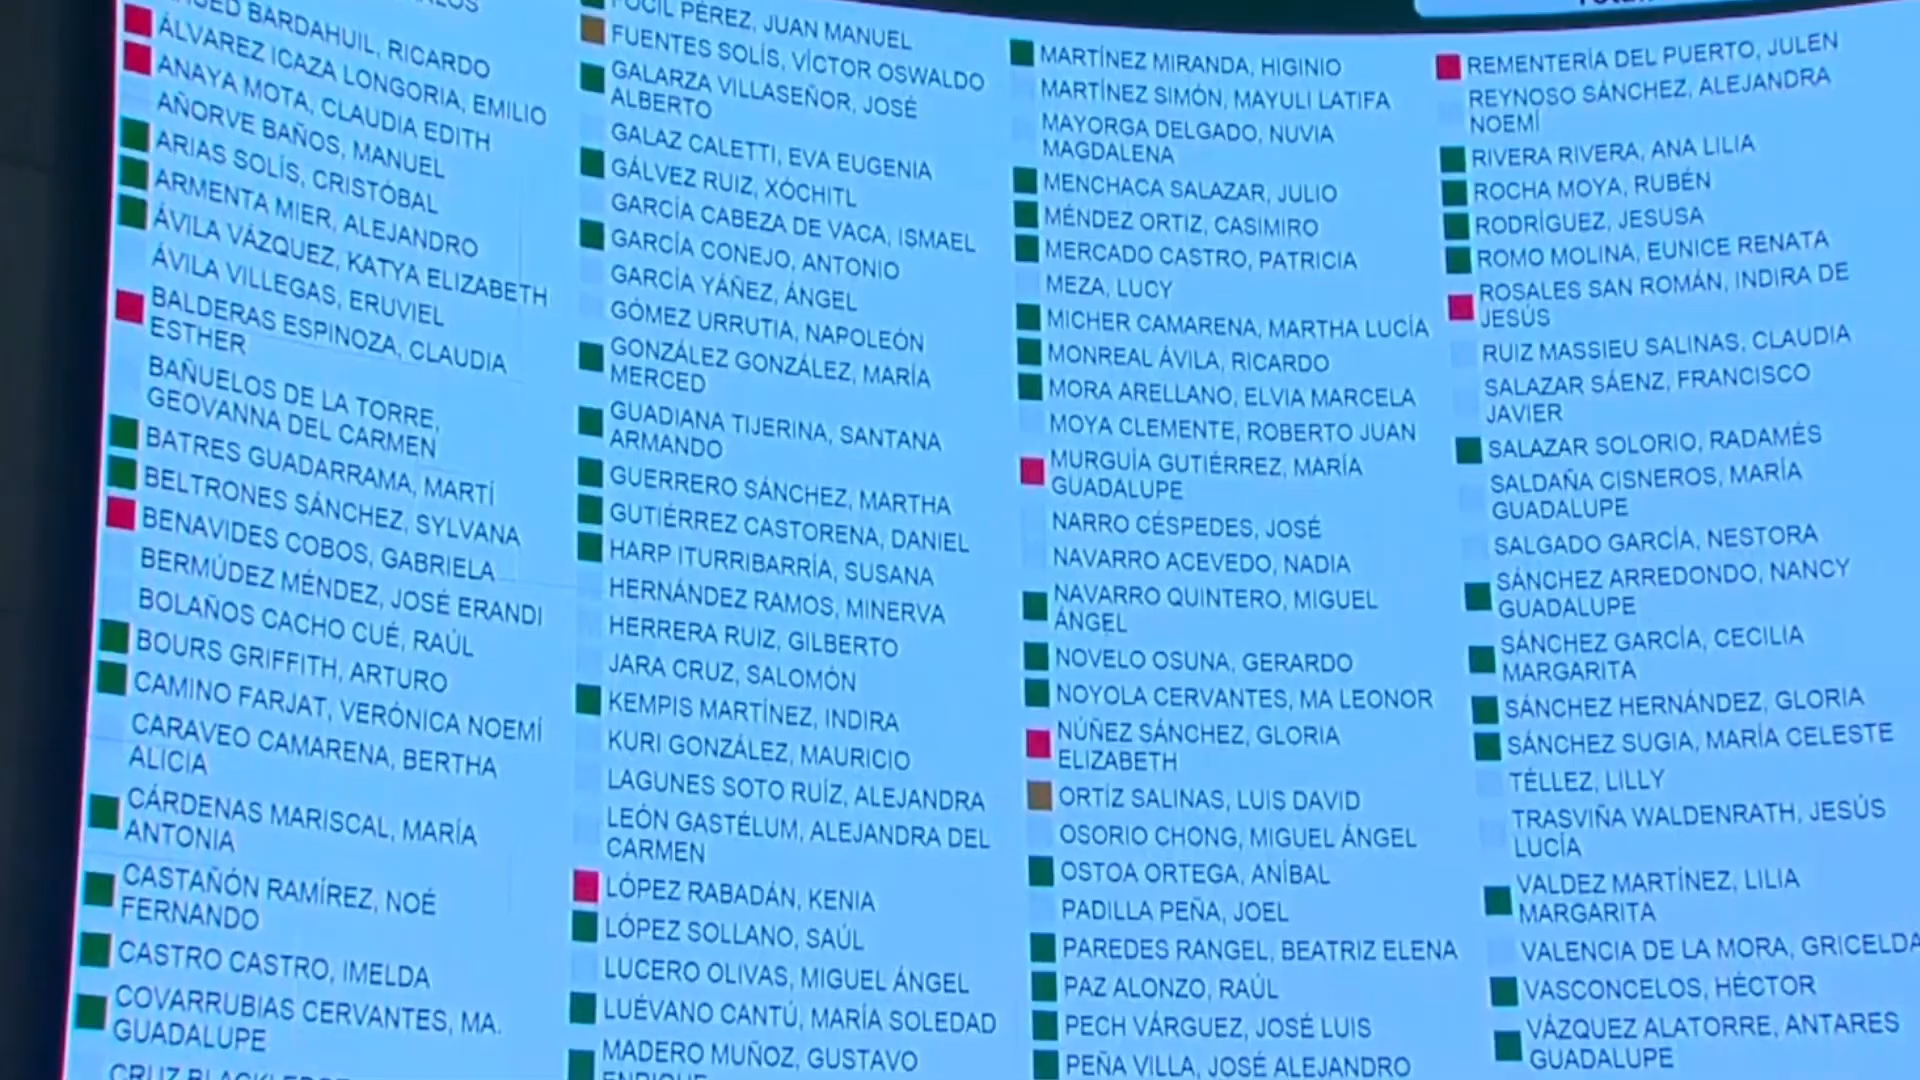 BARDAHUIL, RICARDO
ÁLVAREZ ICAZA LONGORIA, EMILIO
ANAYA MOTA, CLAUDIA EDITH
AÑORVE BAÑOS, MANUEL
ARIAS SOLÍS, CRISTÓBAL
ARMENTA MIER, ALEJANDRO
ÁVILA VÁZQUEZ, KATYA ELIZABETH
ÁVILA VILLEGAS, ERUVIEL
BALDERAS ESPINOZA, CLAUDIA
ESTHER
BAÑUELOS DE LA TORRE,
GEOVANNA DEL CARMEN
BATRES GUADARRAMA, MARTÍ
BELTRONES SÁNCHEZ, SYLVANA
BENAVIDES COBOS, GABRIELA
BERMÚDEZ MÉNDEZ, JOSÉ ERANDI
BOLAÑOS CACHO CUÉ, RAÚL
BOURS GRIFFITH, ARTURO
CAMINO FARJAT, VERÓNICA NOEMÍ
CARAVEO CAMARENA, BERTHA
ALICIA
CÁRDENAS MARISCAL, MARÍA
ANTONIA
CASTAÑÓN RAMÍREZ, NOÉ
FERNANDO
CASTRO CASTRO, IMELDA
COVARRUBIAS CERVANTES, MA.
GUADALUPE
CRUZ
PÉREZ, JUAN MANUEL
FUENTES SOLÍS, VÍCTOR OSWALDO
GALARZA VILLASEÑOR, JOSÉ
ALBERTO
GALAZ CALETTI, EVA EUGENIA
GÁLVEZ RUIZ, XÓCHITL
GARCÍA CABEZA DE VACA, ISMAEL
GARCÍA CONEJO, ANTONIO
GARCÍA YÁÑEZ, ÁNGEL
GÓMEZ URRUTIA, NAPOLEÓN
GONZÁLEZ GONZÁLEZ, MARÍA
MERCED
GUADIANA TIJERINA, SANTANA
ARMANDO
GUERRERO SÁNCHEZ, MARTHA
GUTIÉRREZ CASTORENA, DANIEL
HARP ITURRIBARRÍA, SUSANA
HERNÁNDEZ RAMOS, MINERVA
HERRERA RUIZ, GILBERTO
JARA CRUZ, SALOMÓN
KEMPIS MARTÍNEZ, INDIRA
KURI GONZÁLEZ, MAURICIO
LAGUNES SOTO RUÍZ, ALEJANDRA
LEÓN GASTÉLUM, ALEJANDRA DEL
CARMEN
LÓPEZ RABADÁN, KENIA
LÓPEZ SOLLANO, SAÚL
LUCERO OLIVAS, MIGUEL ÁNGEL
LUÉVANO CANTÚ, MARÍA SOLEDAD
MADERO MUÑOZ, GUSTAVO
MARTÍNEZ MIRANDA, HIGINIO
MARTÍNEZ SIMÓN, MAYULI LATIFA
MAYORGA DELGADO, NUVIA
MAGDALENA
MENCHACA SALAZAR, JULIO
MÉNDEZ ORTIZ, CASIMIRO
MERCADO CASTRO, PATRICIA
MEZA, LUCY
MICHER CAMARENA, MARTHA LUCÍA
MONREAL ÁVILA, RICARDO
MORA ARELLANO, ELVIA MARCELA
MOYA CLEMENTE, ROBERTO JUAN
MURGUÍA GUTIÉRREZ, MARÍA
GUADALUPE
NARRO CÉSPEDES, JOSÉ
NAVARRO ACEVEDO, NADIA
NAVARRO QUINTERO, MIGUEL
ÁNGEL
NOVELO OSUNA, GERARDO
NOYOLA CERVANTES, MA LEONOR
NÚÑEZ SÁNCHEZ, GLORIA
ELIZABETH
ORTÍZ SALINAS, LUIS DAVID
OSORIO CHONG, MIGUEL ÁNGEL
OSTOA ORTEGA, ANÍBAL
PADILLA PEÑA, JOEL
PAREDES RANGEL, BEATRIZ ELENA
PAZ ALONZO, RAÚL
PECH VÁRGUEZ, JOSÉ LUIS
PEÑA VILLA, JOSÉ ALEJANDRO
REMENTERÍA DEL PUERTO, JULEN
REYNOSO SÁNCHEZ, ALEJANDRA
NOEMÍ
RIVERA RIVERA, ANA LILIA
ROCHA MOYA, RUBÉN
RODRÍGUEZ, JESUSA
ROMO MOLINA, EUNICE RENATA
ROSALES SAN ROMÁN, INDIRA DE
JESÚS
RUIZ MASSIEU SALINAS, CLAUDIA
SALAZAR SÁENZ, FRANCISCO
JAVIER
SALAZAR SOLORIO, RADAMÉS
SALDAÑA CISNEROS, MARÍA
GUADALUPE
SALGADO GARCÍA, NESTORA
SÁNCHEZ ARREDONDO, NANCY
GUADALUPE
SÁNCHEZ GARCÍA, CECILIA
MARGARITA
SÁNCHEZ HERNÁNDEZ, GLORIA
SÁNCHEZ SUGIA, MARÍA CELESTE
TÉLLEZ, LILLY
TRASVIÑA WALDENRATH, JESÚS
LUCÍA
VALDEZ MARTÍNEZ, LILIA
MARGARITA
VALENCIA DE LA MORA, GRICELDA
VASCONCELOS, HÉCTOR
VÁZQUEZ ALATORRE, ANTARES
GUADALUPE